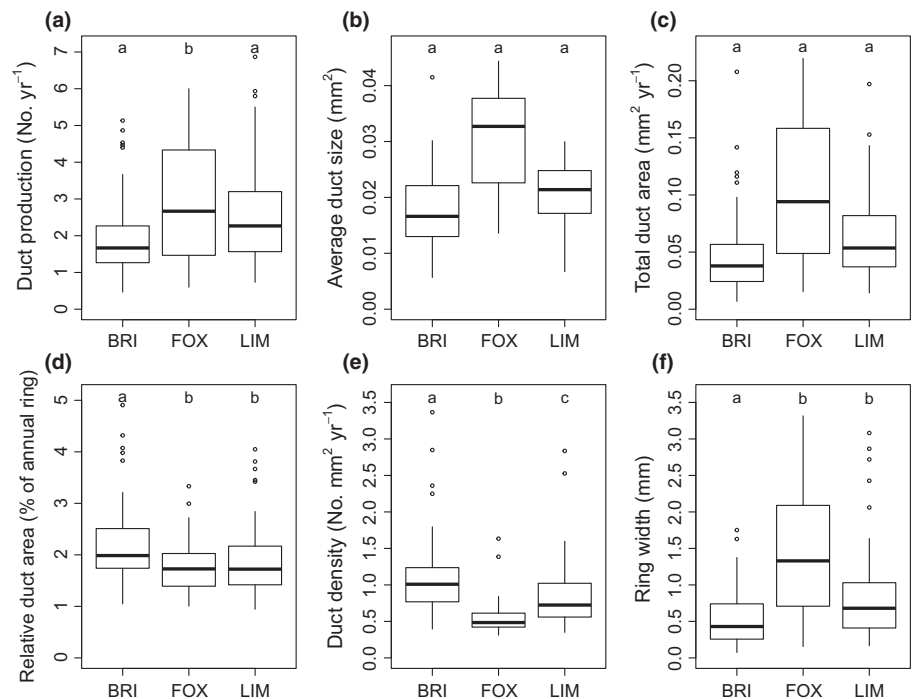 (a)
Duct production (No. yr⁻¹)
7
6
5
4
3
2
1
0
a b a
BRI FOX LIM
(b)
Average duct size (mm²)
0.04
0.03
0.02
0.01
0.00
a a a
BRI FOX LIM
(c)
Total duct area (mm² yr⁻¹)
0.20
0.15
0.10
0.05
0.00
a a a
BRI FOX LIM
(d)
Relative duct area (% of annual ring)
5
4
3
2
1
0
a b b
BRI FOX LIM
(e)
Duct density (No. mm² yr⁻¹)
3.5
3.0
2.5
2.0
1.5
1.0
0.5
0.0
a b c
BRI FOX LIM
(f)
Ring width (mm)
3.5
3.0
2.5
2.0
1.5
1.0
0.5
0.0
a b b
BRI FOX LIM